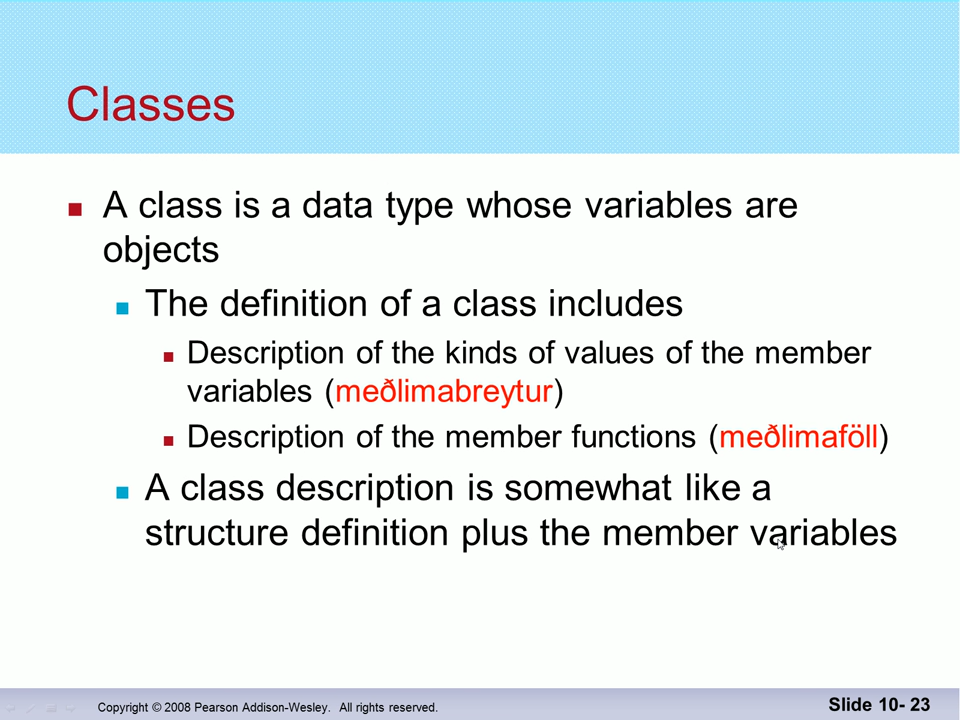 Classes
A class is a data type whose variables are
objects
The definition of a class includes
Description of the kinds of values of the member
variables (meðlimabreytur)
Description of the member functions (meðlimaföll)
A class description is somewhat like a
structure definition plus the member variables
Copyright © 2008 Pearson Addison-Wesley. All rights reserved.
Slide 10- 23